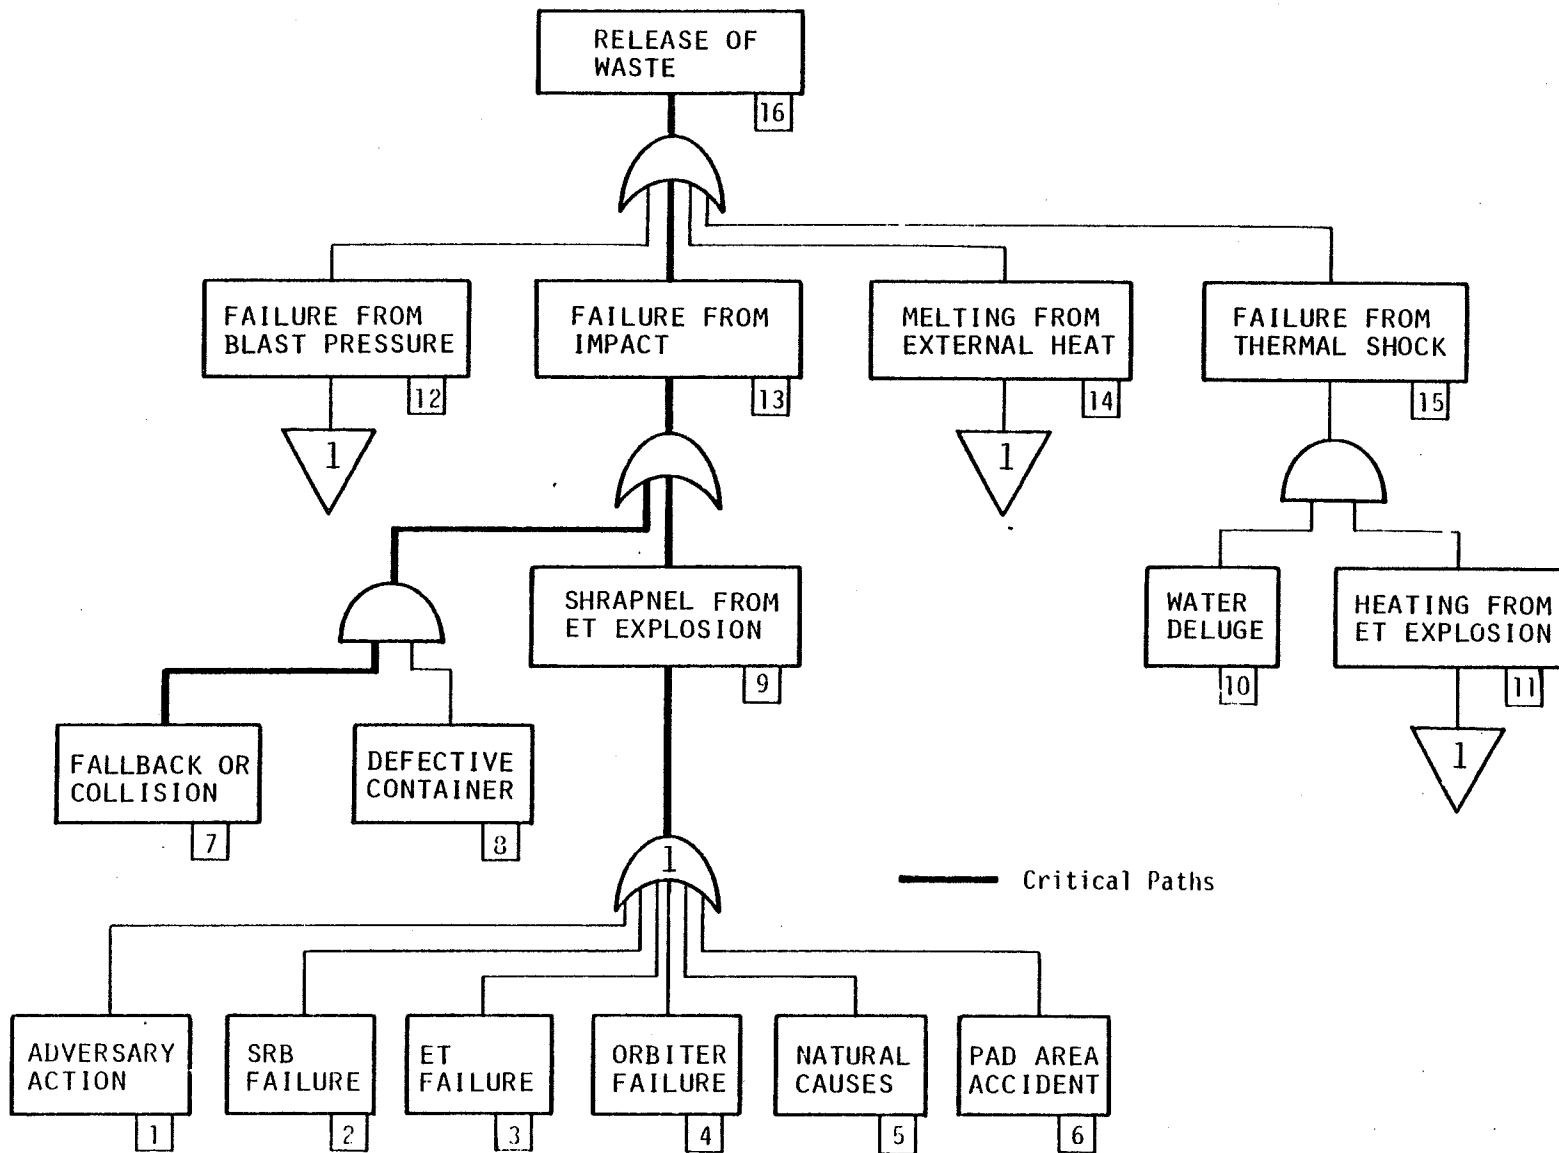 RELEASE OF
WASTE
16
FAILURE FROM
BLAST PRESSURE
12
FAILURE FROM
IMPACT
13
MELTING FROM
EXTERNAL HEAT
14
FAILURE FROM
THERMAL SHOCK
15
1
1
SHRAPNEL FROM
ET EXPLOSION
9
WATER
DELUGE
10
HEATING FROM
ET EXPLOSION
11
1
FALLBACK OR
COLLISION
7
DEFECTIVE
CONTAINER
8
1
Critical Paths
ADVERSARY
ACTION
1
SRB
FAILURE
2
ET
FAILURE
3
ORBITER
FAILURE
4
NATURAL
CAUSES
5
PAD AREA
ACCIDENT
6